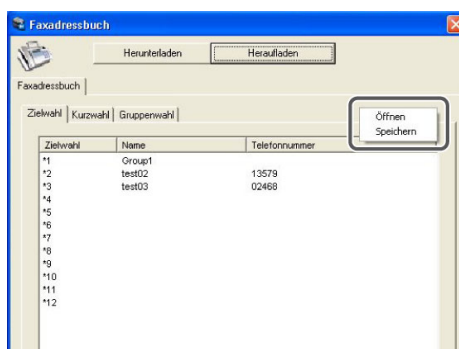 Faxadressbuch
Herunterladen Heraufladen
Faxadressbuch
Zielwahl Kurzwahl Gruppenwahl
Öffnen
Speichern
Zielwahl Name Telefonnummer
*1 Group1
*2 test02 13579
*3 test03 02468
*4
*5
*6
*7
*8
*9
*10
*11
*12